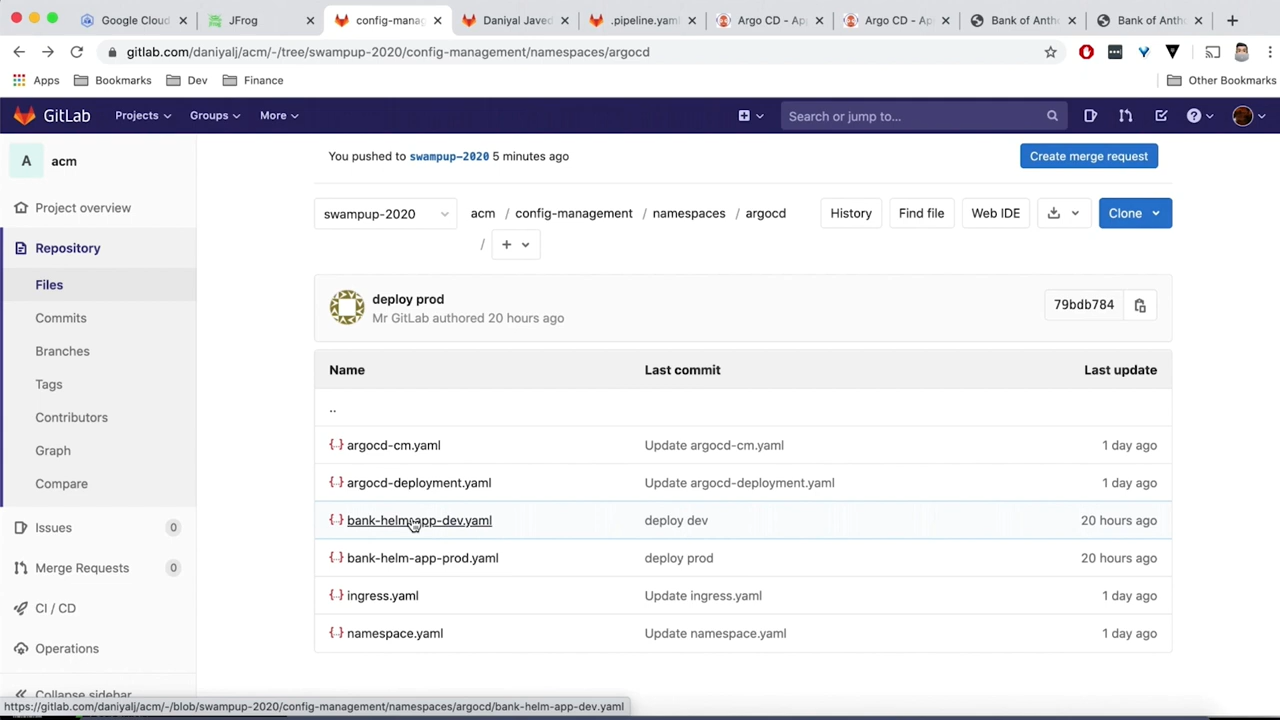 Google Cloud
JFrog
config-manag
Daniyal Javed
.pipeline.yaml
Argo CD - App
Argo CD - App
Bank of Anth
Bank of Anth
gitlab.com/daniyalj/acm/-/tree/swampup-2020/config-management/namespaces/argocd
Apps
Bookmarks
Dev
Finance
Other Bookmarks
GitLab
Projects
Groups
More
Search or jump to...
A
acm
Project overview
Repository
Files
Commits
Branches
Tags
Contributors
Graph
Compare
Issues 0
Merge Requests 0
CI / CD
Operations
Collapse sidebar
You pushed to swampup-2020 5 minutes ago
Create merge request
swampup-2020
acm / config-management / namespaces / argocd
/ +
History
Find file
Web IDE
Clone
deploy prod
Mr GitLab authored 20 hours ago
79bdb784
Name Last commit Last update
..
argocd-cm.yaml Update argocd-cm.yaml 1 day ago
argocd-deployment.yaml Update argocd-deployment.yaml 1 day ago
bank-helm-app-dev.yaml deploy dev 20 hours ago
bank-helm-app-prod.yaml deploy prod 20 hours ago
ingress.yaml Update ingress.yaml 1 day ago
namespace.yaml Update namespace.yaml 1 day ago
https://gitlab.com/daniyalj/acm/-/blob/swampup-2020/config-management/namespaces/argocd/bank-helm-app-dev.yaml